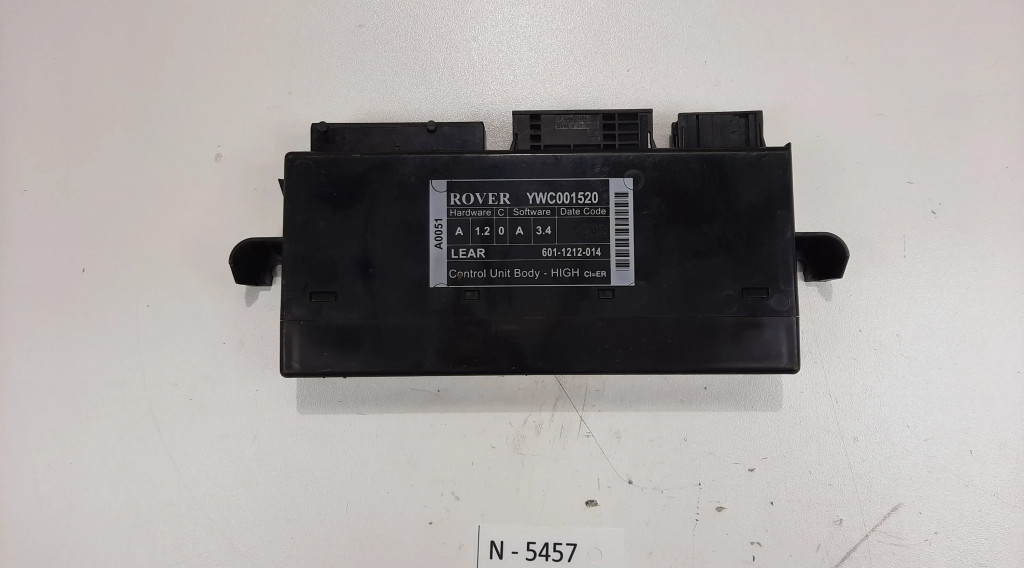 ROVER YWC001520
Hardware C Software Date Code
A 1.2 0 A 3.4
LEAR 601-1212-014
Control Unit Body - HIGH CI=ER
A0051
N - 5457